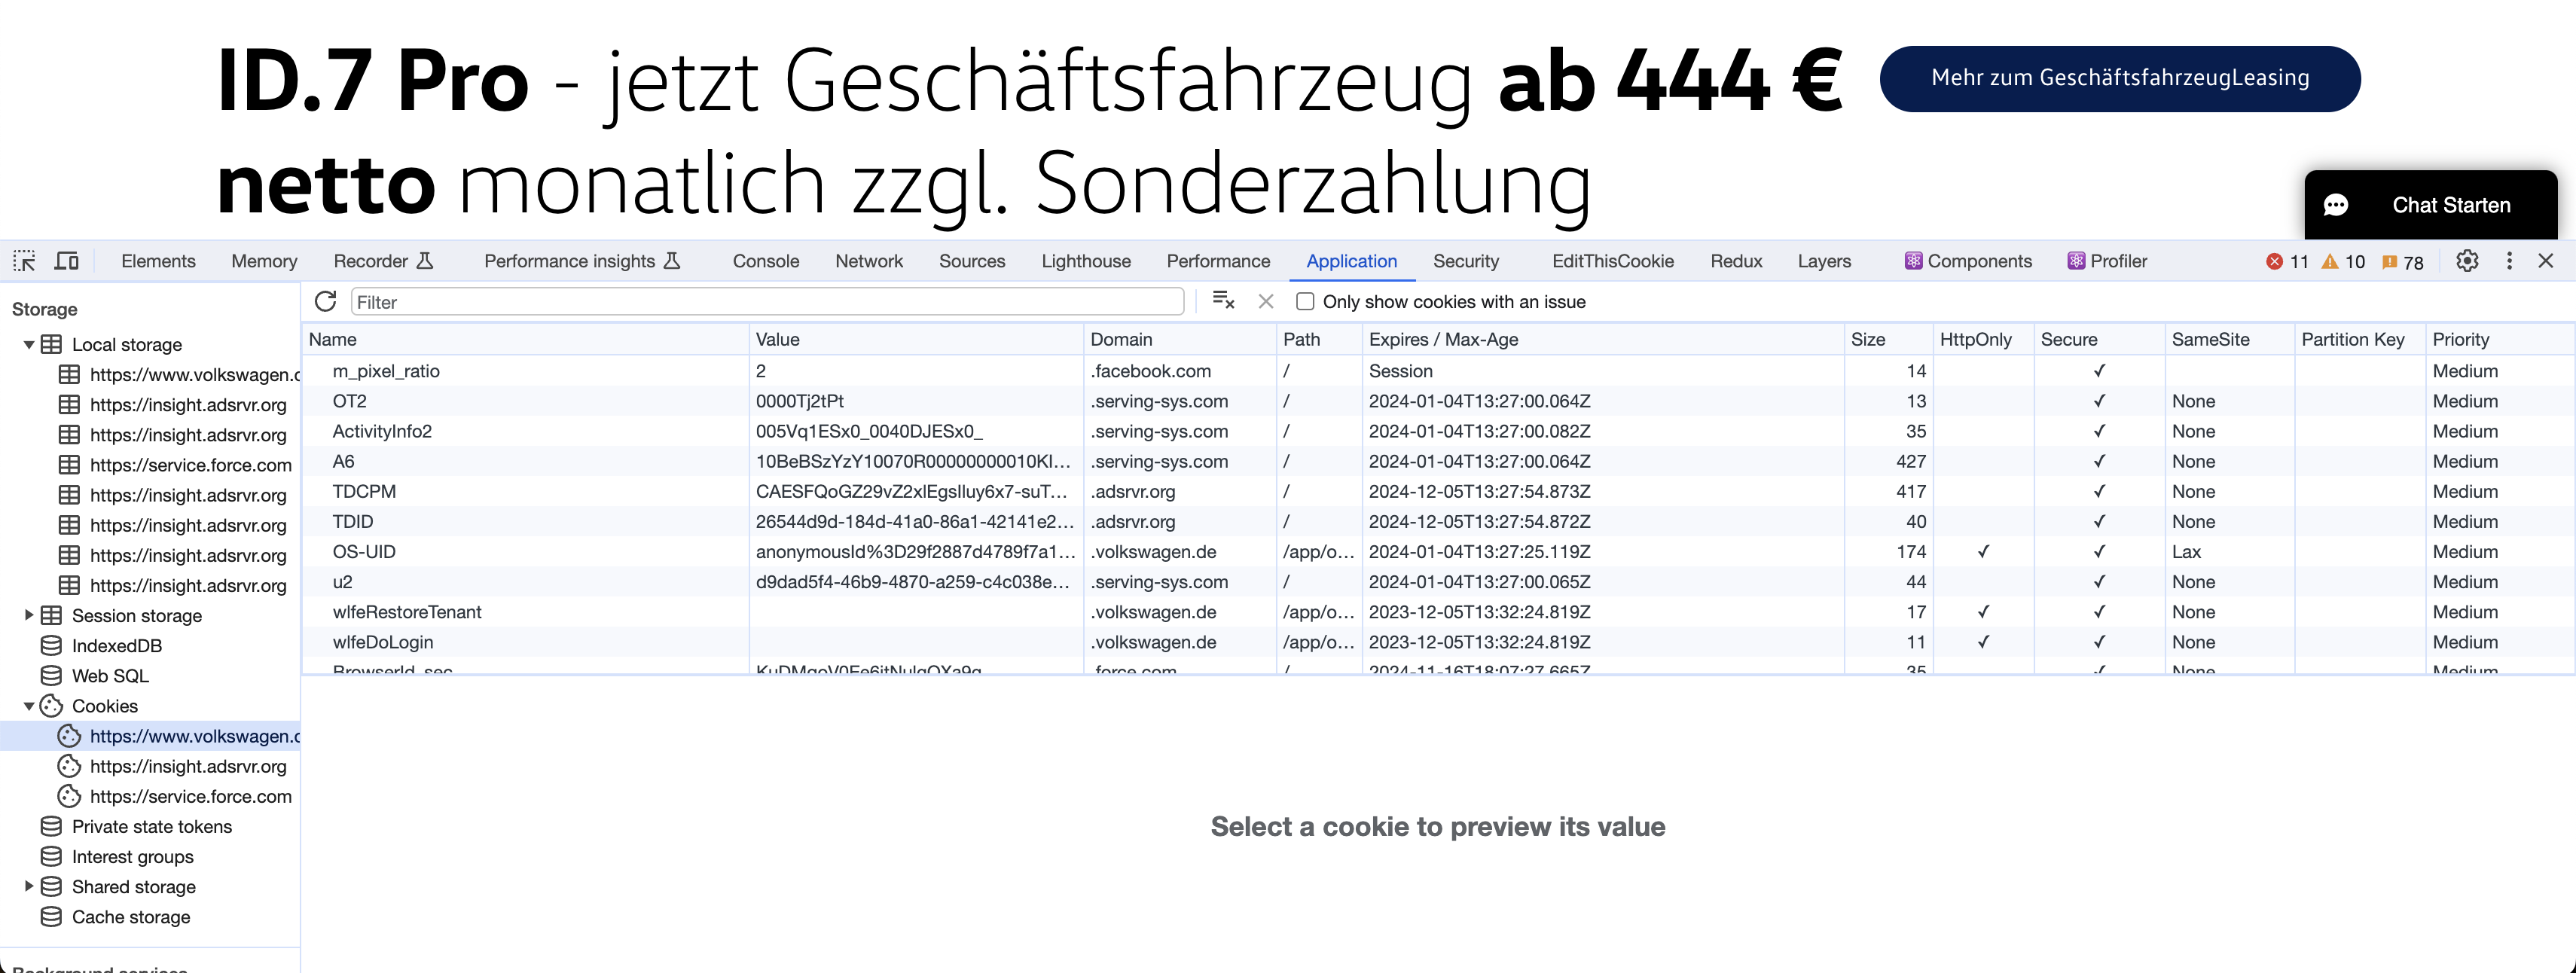 ID.7 Pro - jetzt Geschäftsfahrzeug ab 444 €
netto monatlich zzgl. Sonderzahlung
Mehr zum GeschäftsfahrzeugLeasing
Chat Starten
Elements Memory Recorder Performance insights Console Network Sources Lighthouse Performance Application Security EditThisCookie Redux Layers Components Profiler 11 10 78
Storage
Local storage
https://www.volkswagen.
https://insight.adsrvr.org
https://insight.adsrvr.org
https://service.force.com
https://insight.adsrvr.org
https://insight.adsrvr.org
https://insight.adsrvr.org
https://insight.adsrvr.org
Session storage
IndexedDB
Web SQL
Cookies
https://www.volkswagen.
https://insight.adsrvr.org
https://service.force.com
Private state tokens
Interest groups
Shared storage
Cache storage
Background services
Filter Only show cookies with an issue
Name Value Domain Path Expires / Max-Age Size HttpOnly Secure SameSite Partition Key Priority
m_pixel_ratio 2 .facebook.com / Session 14 ✓ Medium
OT2 0000Tj2tPt .serving-sys.com / 2024-01-04T13:27:00.064Z 13 ✓ None Medium
ActivityInfo2 005Vq1ESx0_0040DJESx0_ .serving-sys.com / 2024-01-04T13:27:00.082Z 35 ✓ None Medium
A6 10BeBSzYzY10070R00000000010KI... .serving-sys.com / 2024-01-04T13:27:00.064Z 427 ✓ None Medium
TDCPM CAESFQoGZ29vZ2xlEgsIluy6x7-suT... .adsrvr.org / 2024-12-05T13:27:54.873Z 417 ✓ None Medium
TDID 26544d9d-184d-41a0-86a1-42141e2... .adsrvr.org / 2024-12-05T13:27:54.872Z 40 ✓ None Medium
OS-UID anonymousId%3D29f2887d4789f7a1... .volkswagen.de /app/o... 2024-01-04T13:27:25.119Z 174 ✓ ✓ Lax Medium
u2 d9dad5f4-46b9-4870-a259-c4c038e... .serving-sys.com / 2024-01-04T13:27:00.065Z 44 ✓ None Medium
wlfeRestoreTenant .volkswagen.de /app/o... 2023-12-05T13:32:24.819Z 17 ✓ ✓ None Medium
wlfeDoLogin .volkswagen.de /app/o... 2023-12-05T13:32:24.819Z 11 ✓ ✓ None Medium
BrowserId_sec .force.com / 2024-11-16T18:07:27.665Z 35 ✓ None Medium
Select a cookie to preview its value